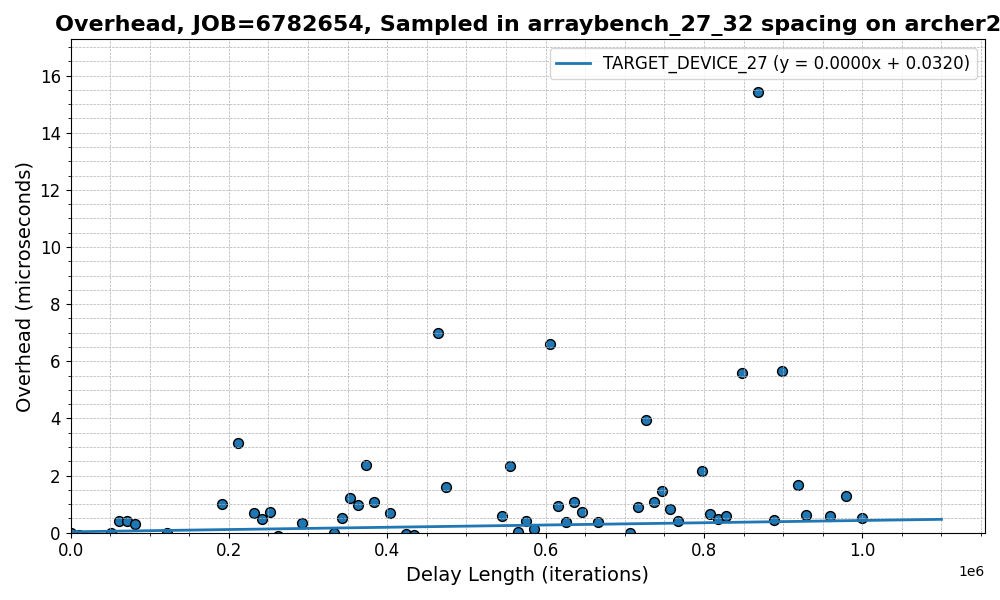 Overhead, JOB=6782654, Sampled in arraybench_27_32 spacing on archer2
TARGET_DEVICE_27 (y = 0.0000x + 0.0320)
Overhead (microseconds)
16
14
12
10
8
6
4
2
0
0.0 0.2 0.4 0.6 0.8 1.0
1e6
Delay Length (iterations)